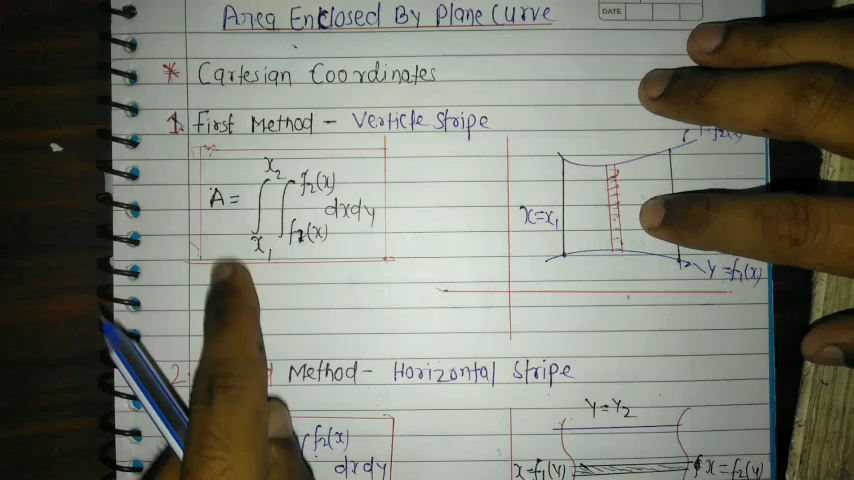 DATE
Area Enclosed By Plane Curve
* Cartesian Coordinates
1. First Method - Verticle stripe
x₂ f₂(x)
A = ∫ ∫ dxdy
x₁ f₁(x)
x=x₁
y=f₁(x)
2. Method - Horizontal stripe
f₂(x)
dxdy
y=y₂
x=f₁(y)
x=f₂(y)